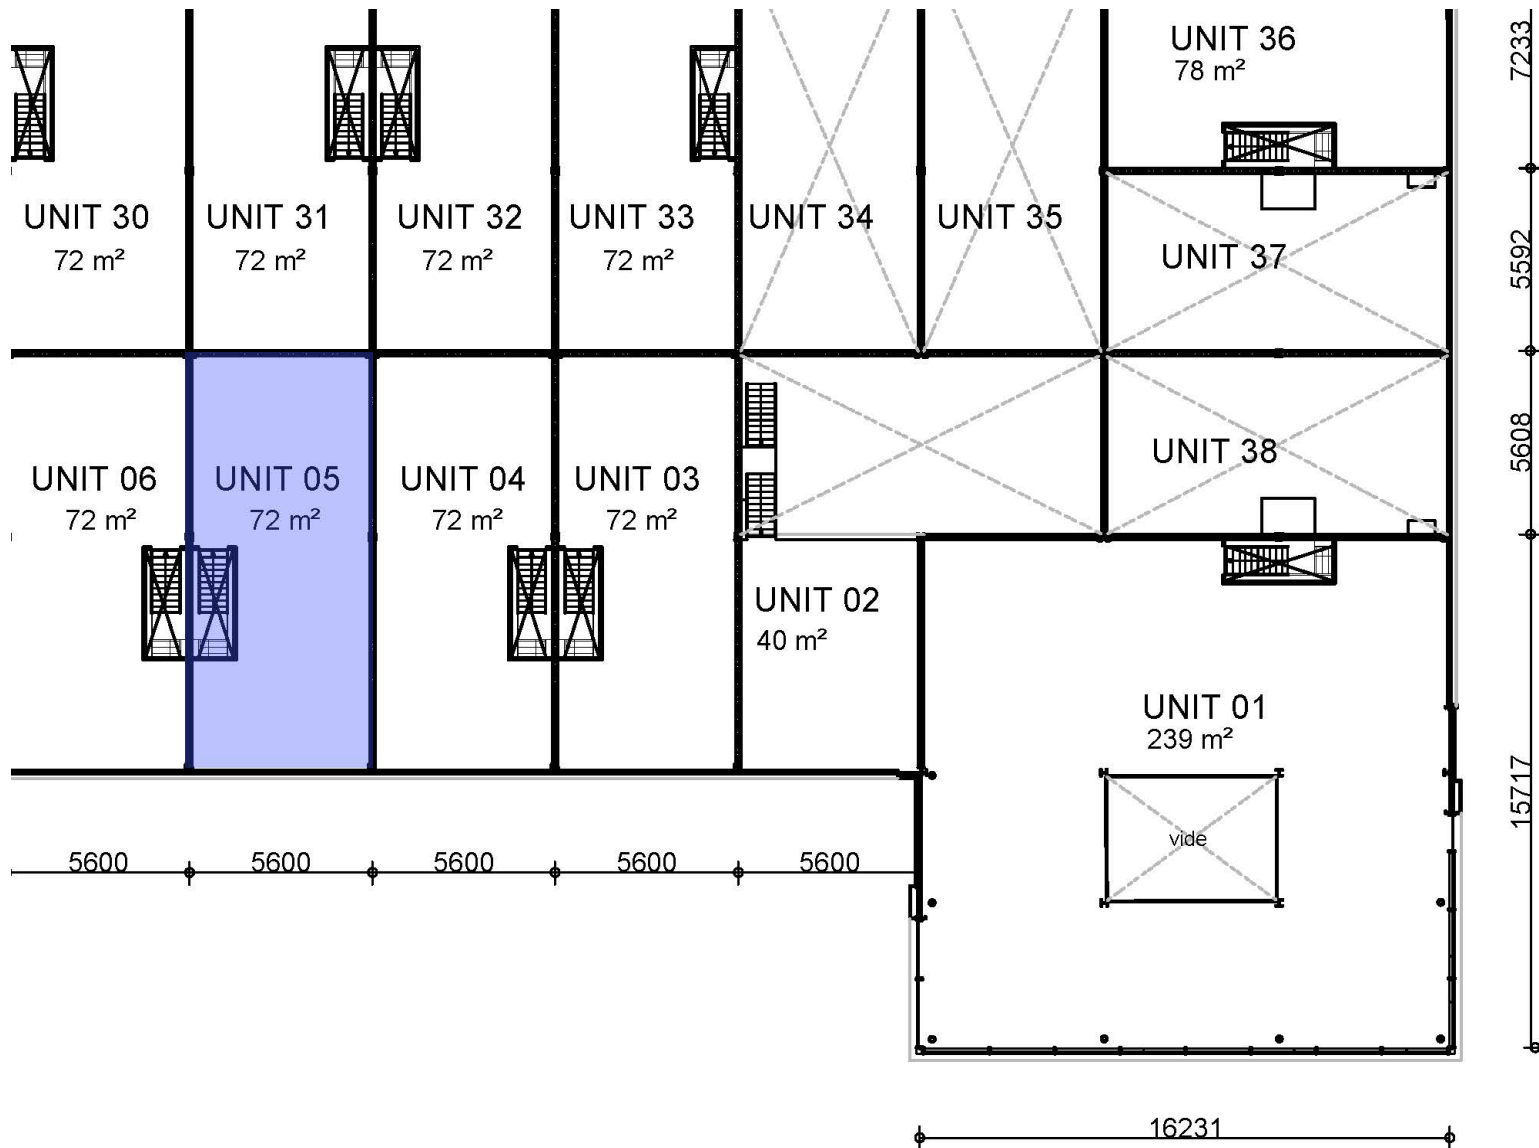 UNIT 36
78 m²
7233
UNIT 30
72 m²
UNIT 31
72 m²
UNIT 32
72 m²
UNIT 33
72 m²
UNIT 34
UNIT 35
UNIT 37
5592
UNIT 06
72 m²
UNIT 05
72 m²
UNIT 04
72 m²
UNIT 03
72 m²
UNIT 38
5608
UNIT 02
40 m²
UNIT 01
239 m²
vide
15717
5600
5600
5600
5600
5600
16231